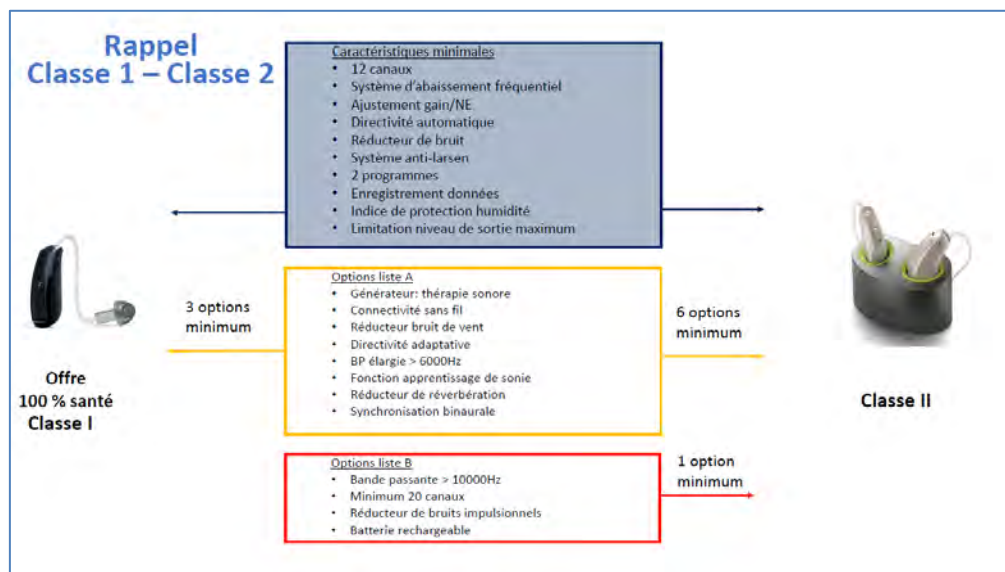 Rappel
Classe 1 – Classe 2
Caractéristiques minimales
• 12 canaux
• Système d'abaissement fréquentiel
• Ajustement gain/NE
• Directivité automatique
• Réducteur de bruit
• Système anti-larsen
• 2 programmes
• Enregistrement données
• Indice de protection humidité
• Limitation niveau de sortie maximum
3 options
minimum
Offre
100 % santé
Classe I
Options liste A
• Générateur: thérapie sonore
• Connectivité sans fil
• Réducteur bruit de vent
• Directivité adaptative
• BP élargie > 6000Hz
• Fonction apprentissage de sonie
• Réducteur de réverbération
• Synchronisation binaurale
6 options
minimum
Classe II
Options liste B
• Bande passante > 10000Hz
• Minimum 20 canaux
• Réducteur de bruits impulsionnels
• Batterie rechargeable
1 option
minimum